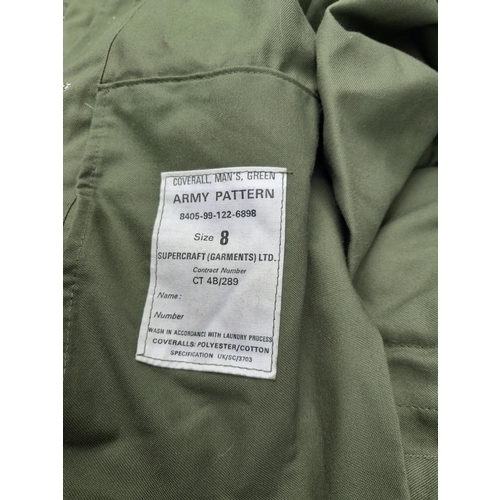 COVERALL, MAN'S, GREEN
ARMY PATTERN
8405-99-122-6898
Size 8
SUPERCRAFT (GARMENTS) LTD.
Contract Number
CT 4B/289
Name:
Number
WASH IN ACCORDANCE WITH LAUNDRY PROCESS
COVERALLS: POLYESTER/COTTON
SPECIFICATION UK/SC/3703